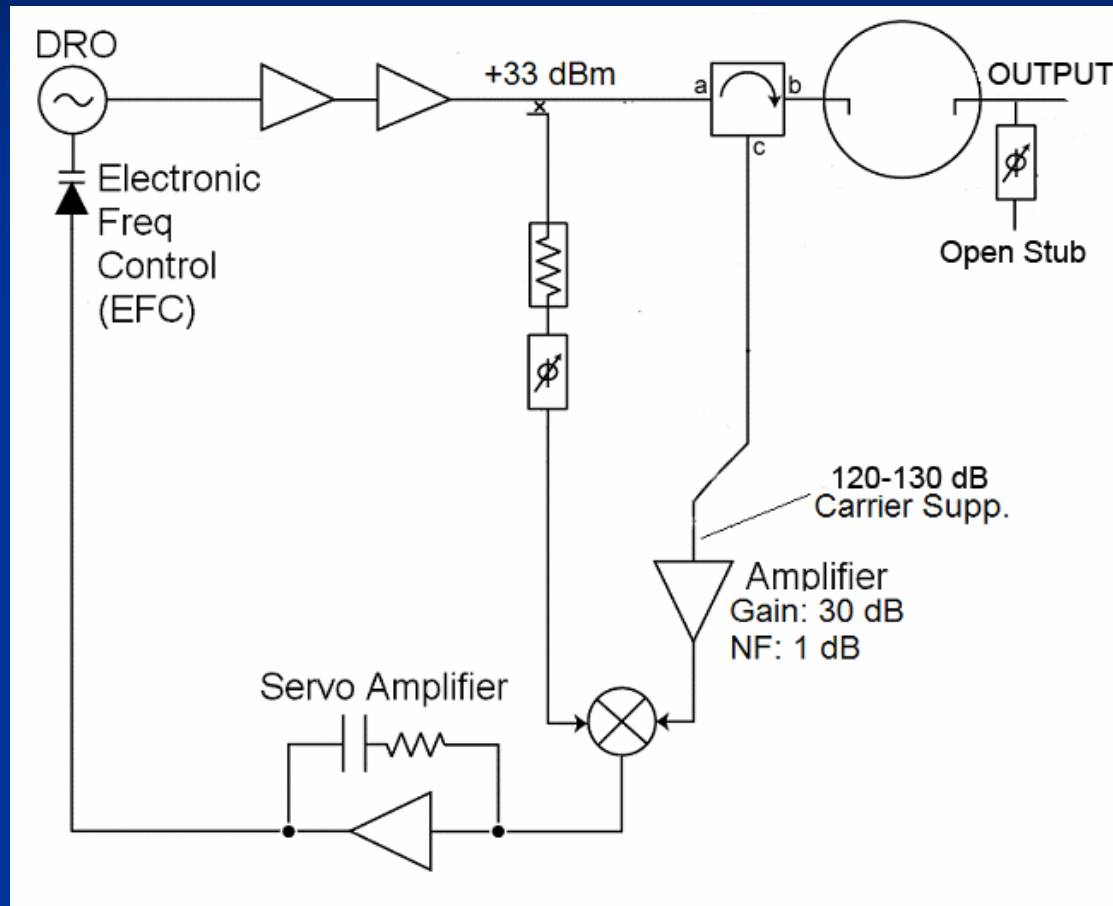 DRO
+33 dBm
a
b
c
OUTPUT
Open Stub
Electronic
Freq
Control
(EFC)
ϕ
ϕ
120-130 dB
Carrier Supp.
Amplifier
Gain: 30 dB
NF: 1 dB
Servo Amplifier